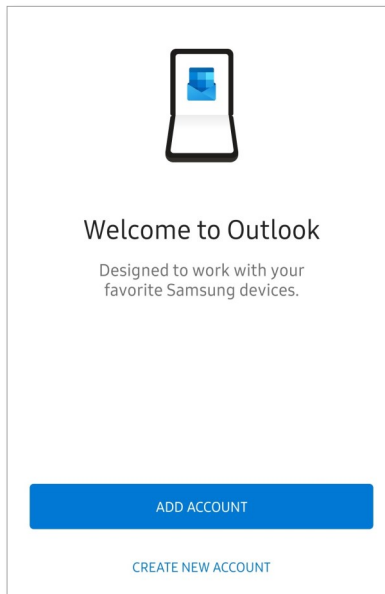 Welcome to Outlook
Designed to work with your
favorite Samsung devices.
ADD ACCOUNT
CREATE NEW ACCOUNT